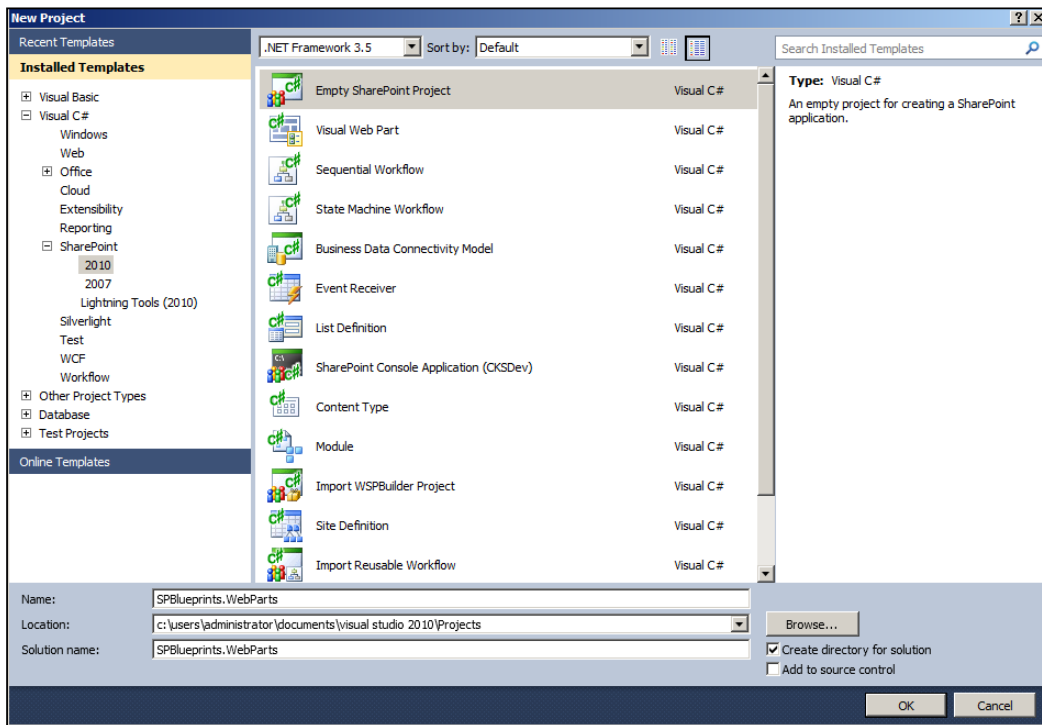 New Project
Recent Templates
Installed Templates
Visual Basic
Visual C#
Windows
Web
Office
Cloud
Extensibility
Reporting
SharePoint
2010
2007
Lightning Tools (2010)
Silverlight
Test
WCF
Workflow
Other Project Types
Database
Test Projects
Online Templates
.NET Framework 3.5 Sort by: Default
Empty SharePoint Project Visual C#
Visual Web Part Visual C#
Sequential Workflow Visual C#
State Machine Workflow Visual C#
Business Data Connectivity Model Visual C#
Event Receiver Visual C#
List Definition Visual C#
SharePoint Console Application (CKSDev) Visual C#
Content Type Visual C#
Module Visual C#
Import WSPBuilder Project Visual C#
Site Definition Visual C#
Import Reusable Workflow Visual C#
Search Installed Templates
Type: Visual C#
An empty project for creating a SharePoint
application.
Name: SPBlueprints.WebParts
Location: c:\users\administrator\documents\visual studio 2010\Projects Browse...
Solution name: SPBlueprints.WebParts
Create directory for solution
Add to source control
OK Cancel